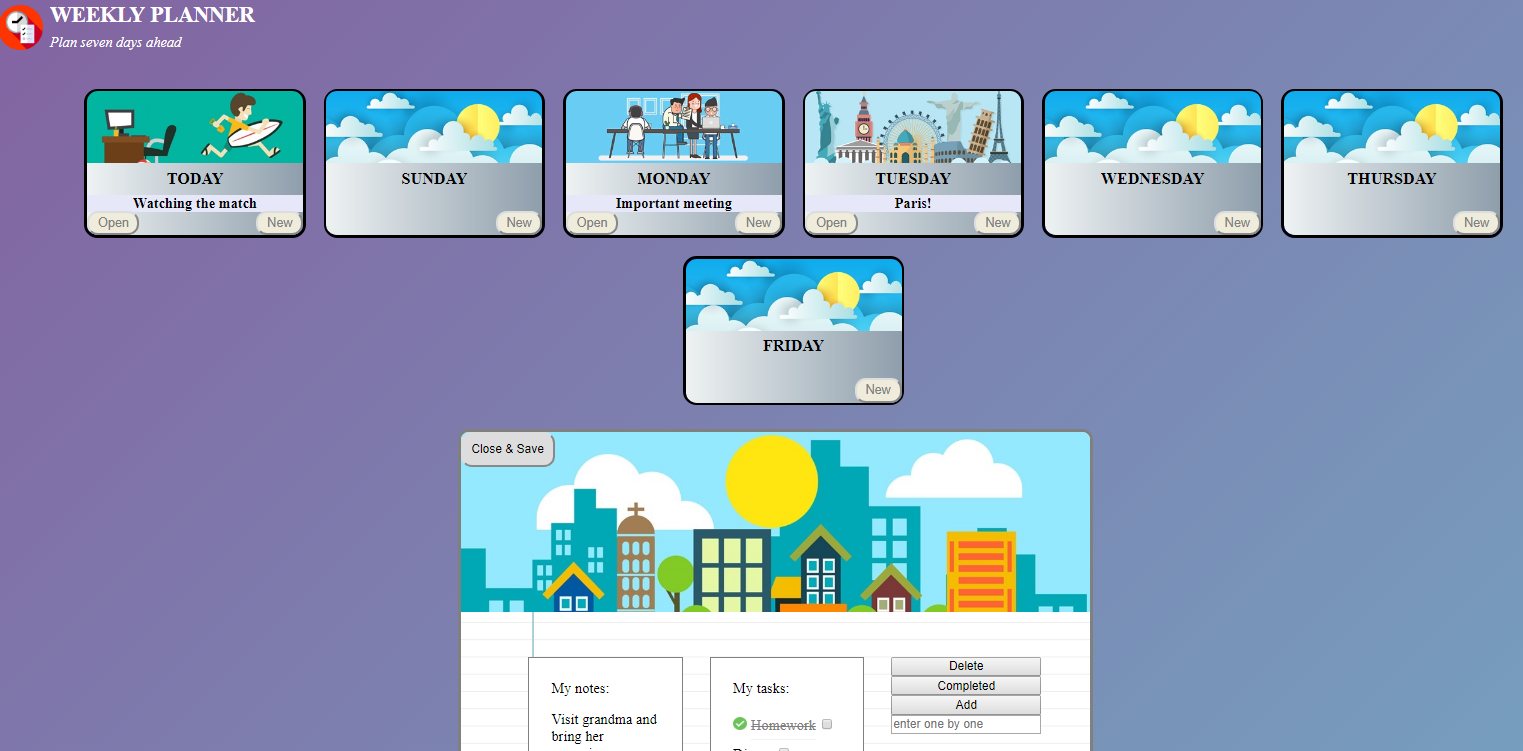 WEEKLY PLANNER
Plan seven days ahead
TODAY
Watching the match
Open
New
SUNDAY
New
MONDAY
Important meeting
Open
New
TUESDAY
Paris!
Open
New
WEDNESDAY
New
THURSDAY
New
FRIDAY
New
Close & Save
My notes:
Visit grandma and
bring her
My tasks:
Homework
Delete
Completed
Add
enter one by one